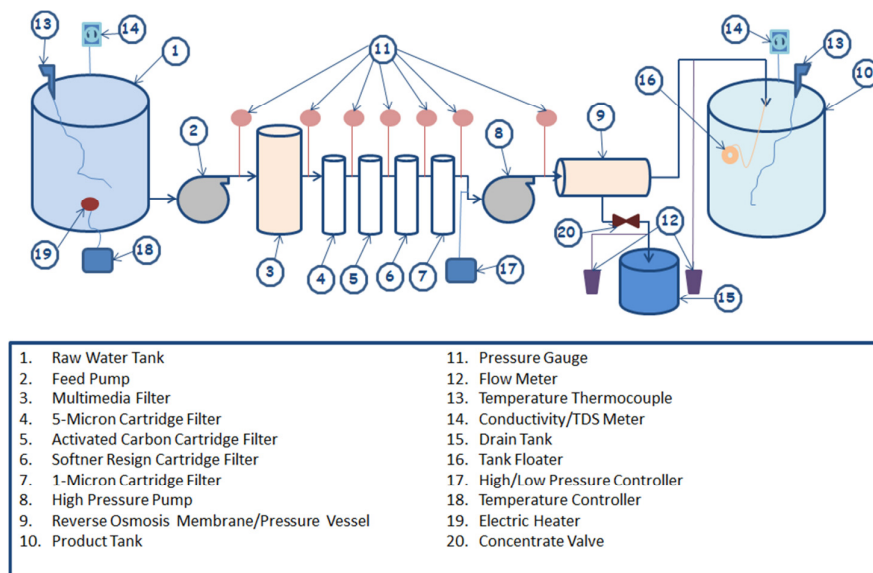 13
14
1
11
14
13
16
10
2
8
9
20
12
19
18
3
4
5
6
7
17
15
1. Raw Water Tank
2. Feed Pump
3. Multimedia Filter
4. 5-Micron Cartridge Filter
5. Activated Carbon Cartridge Filter
6. Softner Resign Cartridge Filter
7. 1-Micron Cartridge Filter
8. High Pressure Pump
9. Reverse Osmosis Membrane/Pressure Vessel
10. Product Tank
11. Pressure Gauge
12. Flow Meter
13. Temperature Thermocouple
14. Conductivity/TDS Meter
15. Drain Tank
16. Tank Floater
17. High/Low Pressure Controller
18. Temperature Controller
19. Electric Heater
20. Concentrate Valve